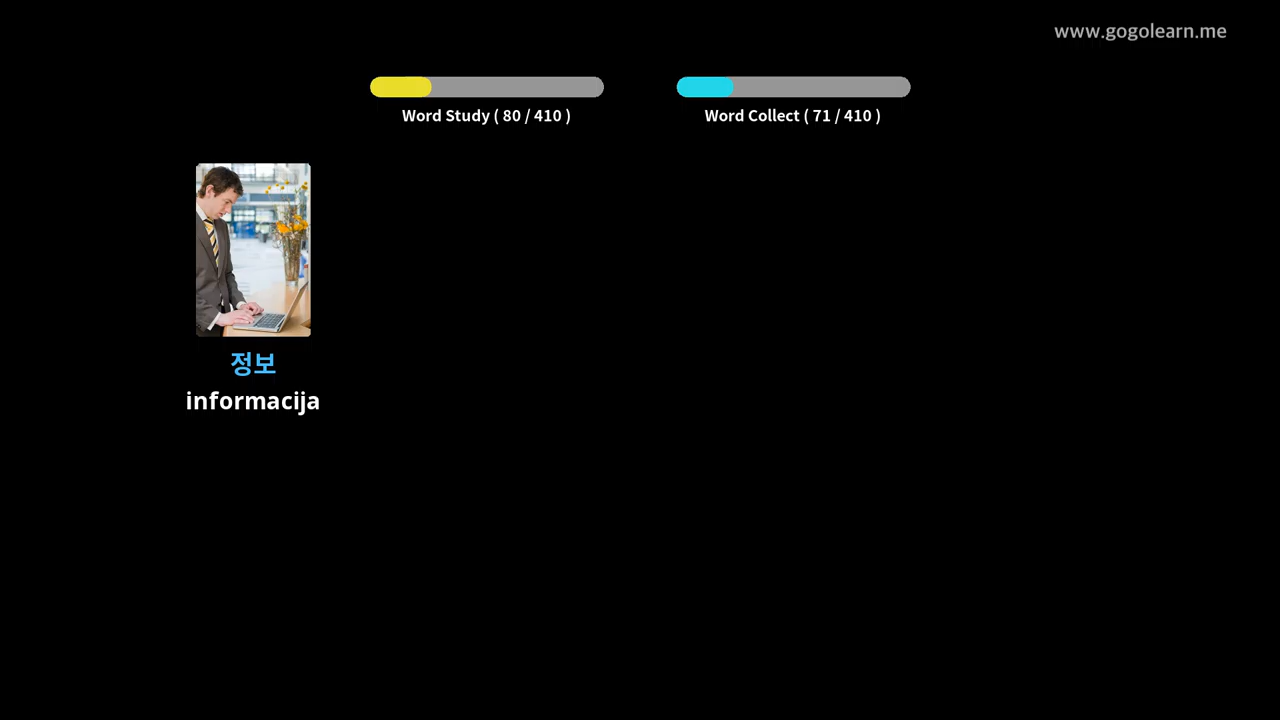 www.gogolearn.me
Word Study ( 80 / 410 )
Word Collect ( 71 / 410 )
정보
informacija